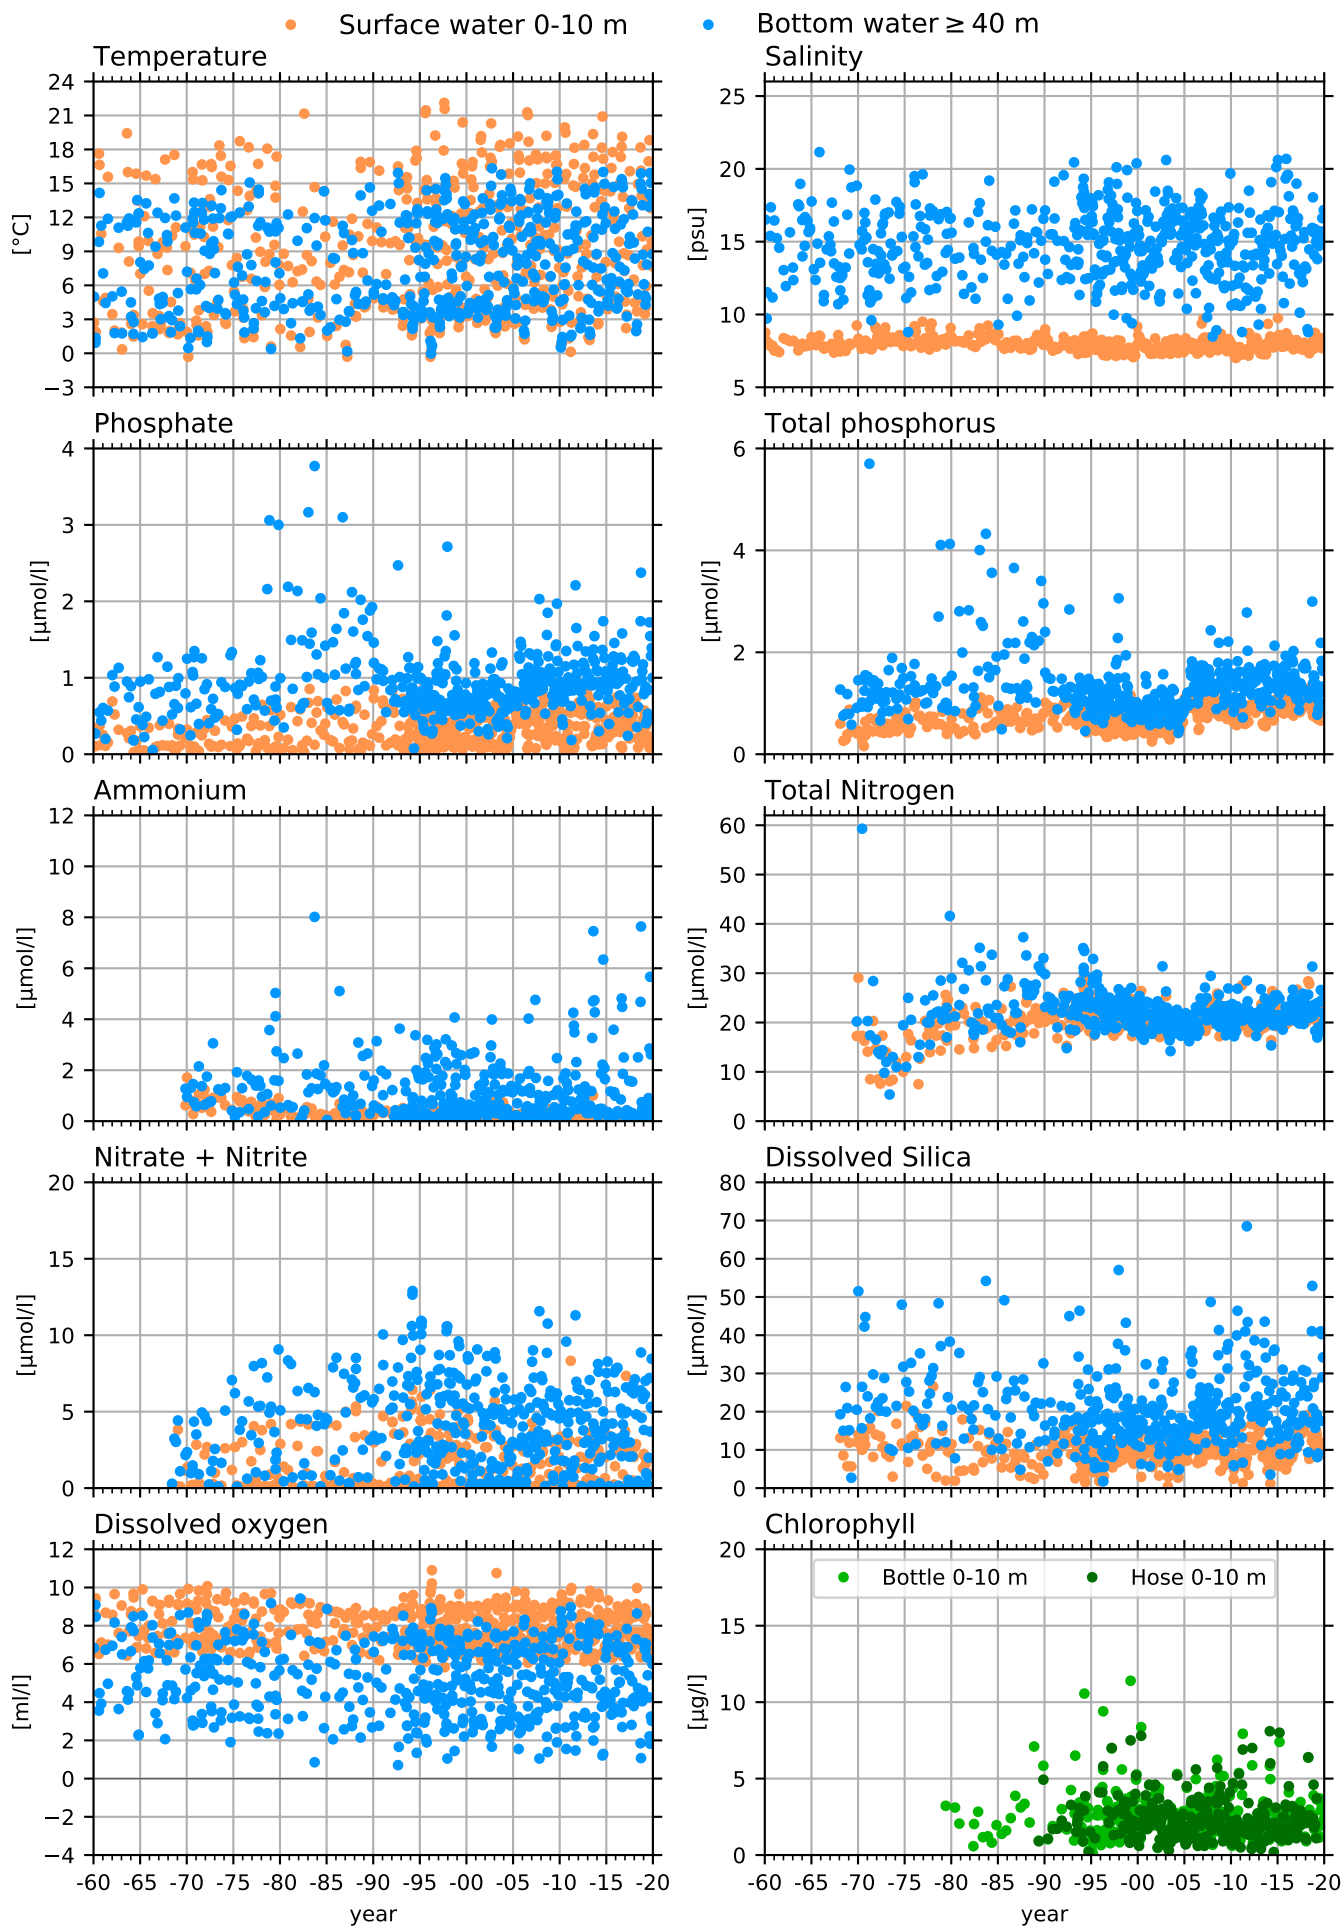 Surface water 0-10 m
Bottom water ≥ 40 m
Temperature
Salinity
24
21
18
15
12
9
6
3
0
−3
[°C]
25
20
15
10
5
[psu]
Phosphate
Total phosphorus
4
3
2
1
0
[µmol/l]
6
4
2
0
[µmol/l]
Ammonium
Total Nitrogen
12
10
8
6
4
2
0
[µmol/l]
60
50
40
30
20
10
0
[µmol/l]
Nitrate + Nitrite
Dissolved Silica
20
15
10
5
0
[µmol/l]
80
70
60
50
40
30
20
10
0
[µmol/l]
Dissolved oxygen
Chlorophyll
12
10
8
6
4
2
0
−2
−4
[ml/l]
20
15
10
5
0
[µg/l]
Bottle 0-10 m
Hose 0-10 m
-60 -65 -70 -75 -80 -85 -90 -95 -00 -05 -10 -15 -20
year
-60 -65 -70 -75 -80 -85 -90 -95 -00 -05 -10 -15 -20
year